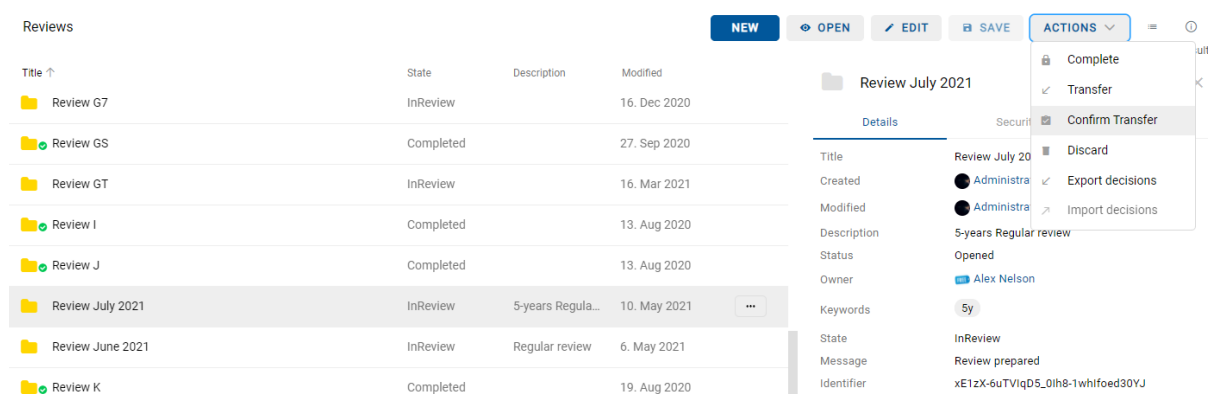 Reviews
NEW
OPEN
EDIT
SAVE
ACTIONS
Title State Description Modified
Review G7 InReview 16. Dec 2020
Review GS Completed 27. Sep 2020
Review GT InReview 16. Mar 2021
Review I Completed 13. Aug 2020
Review J Completed 13. Aug 2020
Review July 2021 InReview 5-years Regula... 10. May 2021 ...
Review June 2021 InReview Regular review 6. May 2021
Review K Completed 19. Aug 2020
Review July 2021
Details Securit
Title Review July 20
Created Administra
Modified Administra
Description 5-years Regular review
Status Opened
Owner Alex Nelson
Keywords 5y
State InReview
Message Review prepared
Complete
Transfer
Confirm Transfer
Discard
Export decisions
Import decisions
Identifier